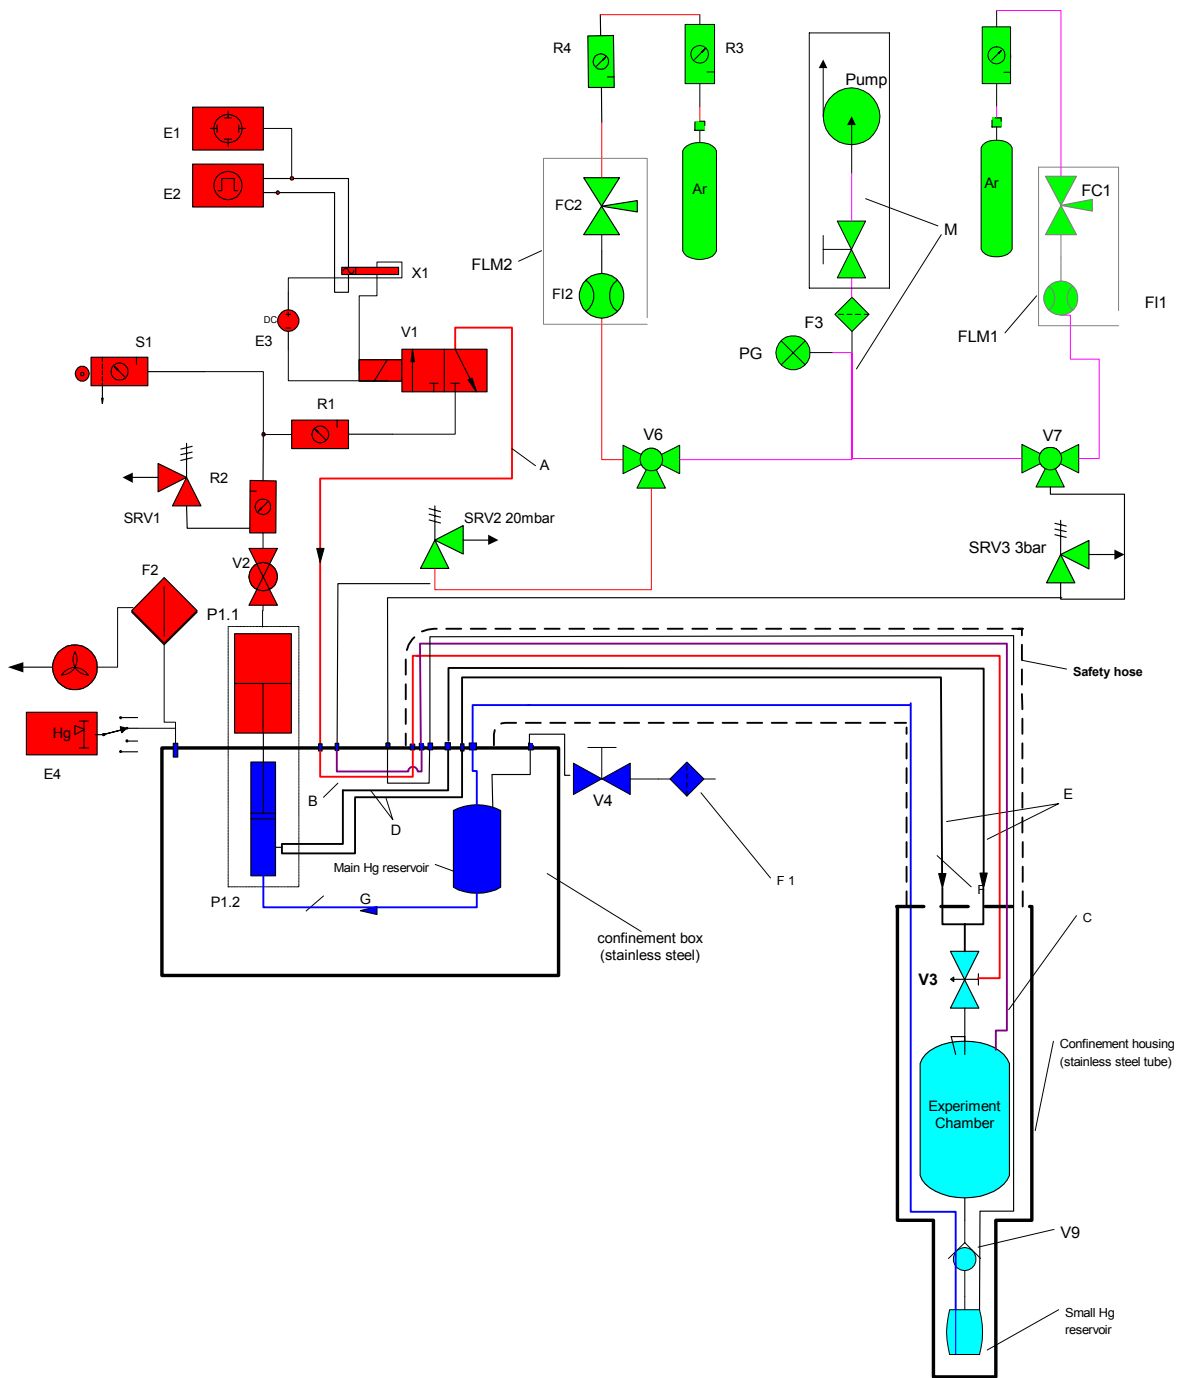 R4
R3
Pump
E1
E2
Ar
Ar
FC2
FC1
M
FLM2
X1
FI2
FI1
DC
E3
V1
F3
FLM1
S1
PG
R1
V6
V7
A
R2
SRV1
SRV2 20mbar
SRV3 3bar
V2
F2
P1.1
Safety hose
Hg
E4
B
D
V4
E
Main Hg reservoir
F 1
F
P1.2
G
C
confinement box
(stainless steel)
V3
Confinement housing
(stainless steel tube)
Experiment
Chamber
V9
Small Hg
reservoir